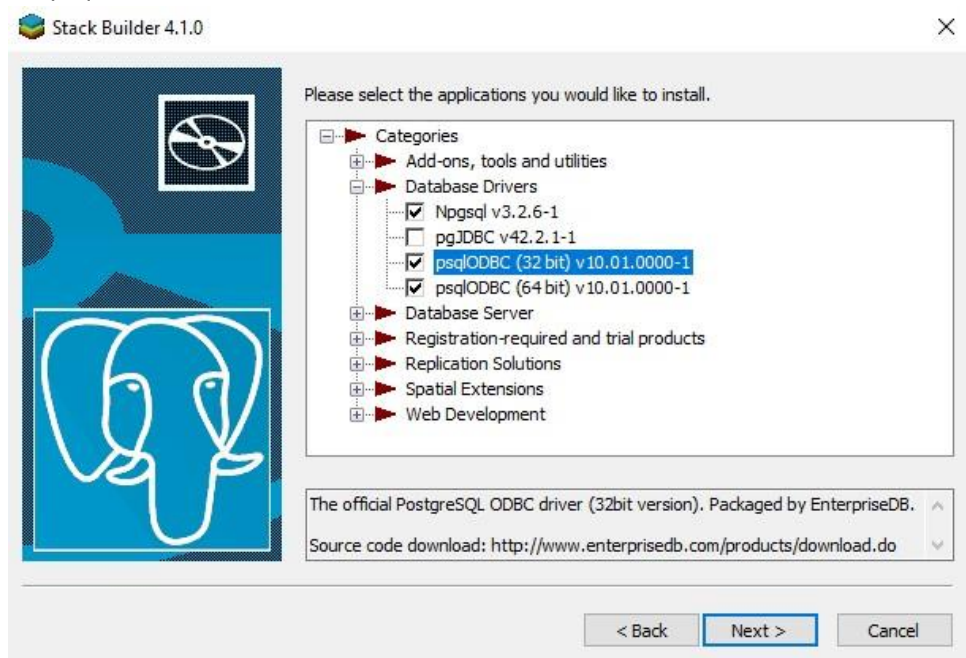 Stack Builder 4.1.0
Please select the applications you would like to install.
Categories
Add-ons, tools and utilities
Database Drivers
Npgsql v3.2.6-1
pgJDBC v42.2.1-1
psqlODBC (32 bit) v10.01.0000-1
psqlODBC (64 bit) v10.01.0000-1
Database Server
Registration-required and trial products
Replication Solutions
Spatial Extensions
Web Development
The official PostgreSQL ODBC driver (32bit version). Packaged by EnterpriseDB.
Source code download: http://www.enterprisedb.com/products/download.do
< Back Next > Cancel